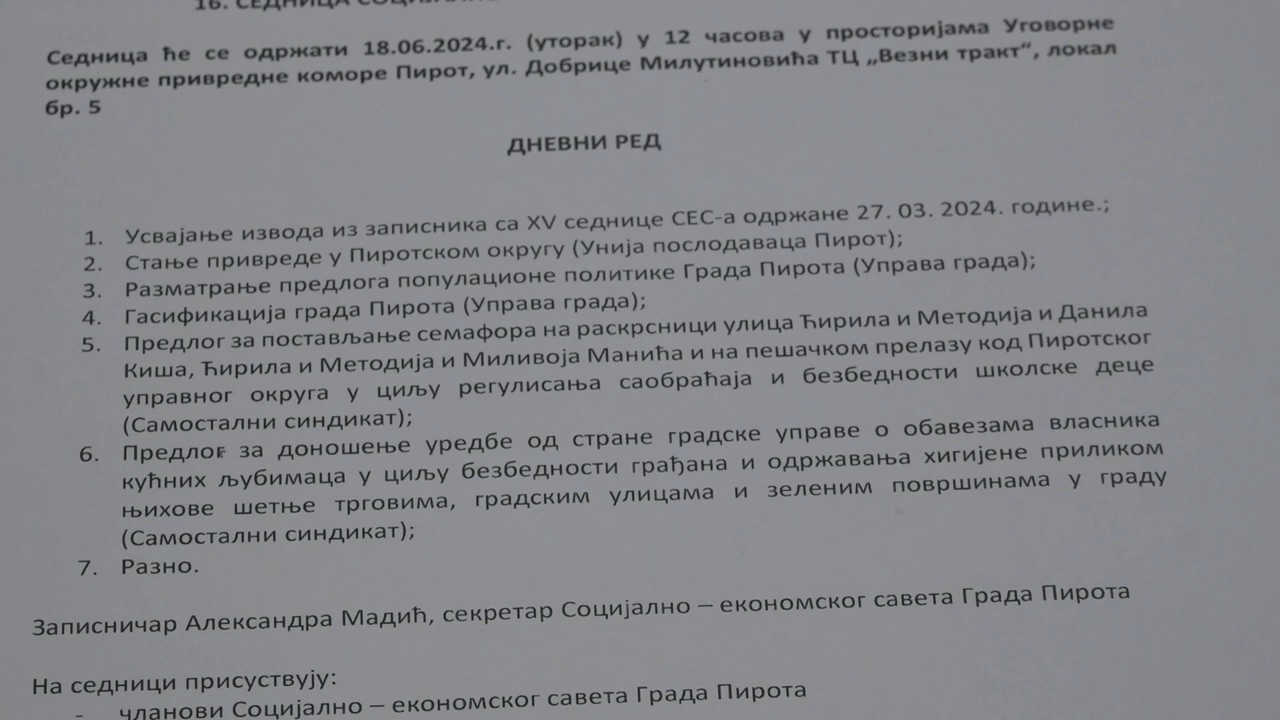 16. СЕДНИЦА
Седница ће се одржати 18.06.2024.г. (уторак) у 12 часова у просторијама Уговорне
окружне привредне коморе Пирот, ул. Добрице Милутиновића ТЦ „Везни тракт“, локал
бр. 5
ДНЕВНИ РЕД
1. Усвајање извода из записника са XV седнице СЕС-а одржане 27. 03. 2024. године.;
2. Стање привреде у Пиротском округу (Унија послодаваца Пирот);
3. Разматрање предлога популационе политике Града Пирота (Управа града);
4. Гасификација града Пирота (Управа града);
5. Предлог за постављање семафора на раскрсници улица Ћирила и Методија и Данила
Киша, Ћирила и Методија и Миливоја Манића и на пешачком прелазу код Пиротског
управног округа у циљу регулисања саобраћаја и безбедности школске деце
(Самостални синдикат);
6. Предлог за доношење уредбе од стране градске управе о обавезама власника
кућних љубимаца у циљу безбедности грађана и одржавања хигијене приликом
њихове шетње трговима, градским улицама и зеленим површинама у граду
(Самостални синдикат);
7. Разно.
Записничар Александра Мадић, секретар Социјално – економског савета Града Пирота
На седници присуствују:
- чланови Социјално – економског савета Града Пирота